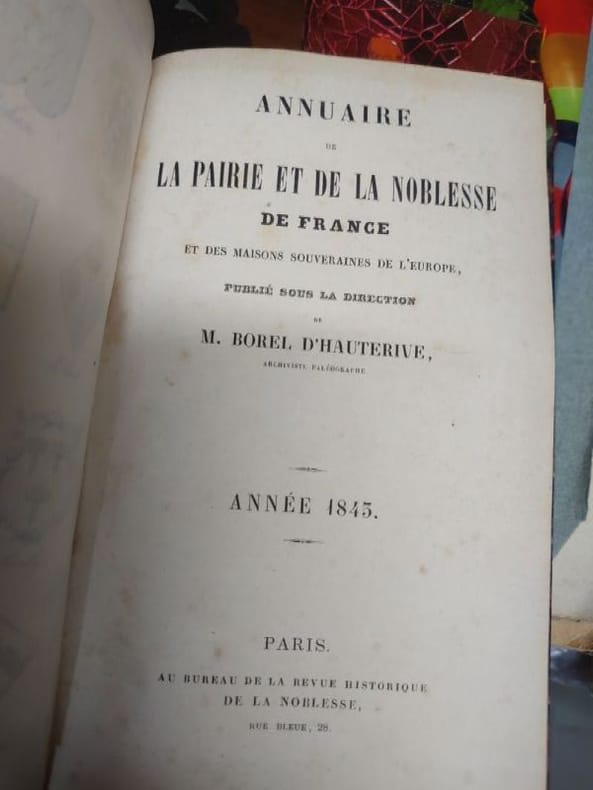 ANNUAIRE
DE
LA PAIRIE ET DE LA NOBLESSE
DE FRANCE
ET DES MAISONS SOUVERAINES DE L'EUROPE,
PUBLIÉ SOUS LA DIRECTION
DE
M. BOREL D'HAUTERIVE,
ARCHIVISTE PALÉOGRAPHE
ANNÉE 1843.
PARIS.
AU BUREAU DE LA REVUE HISTORIQUE
DE LA NOBLESSE,
RUE BLEUE, 28.